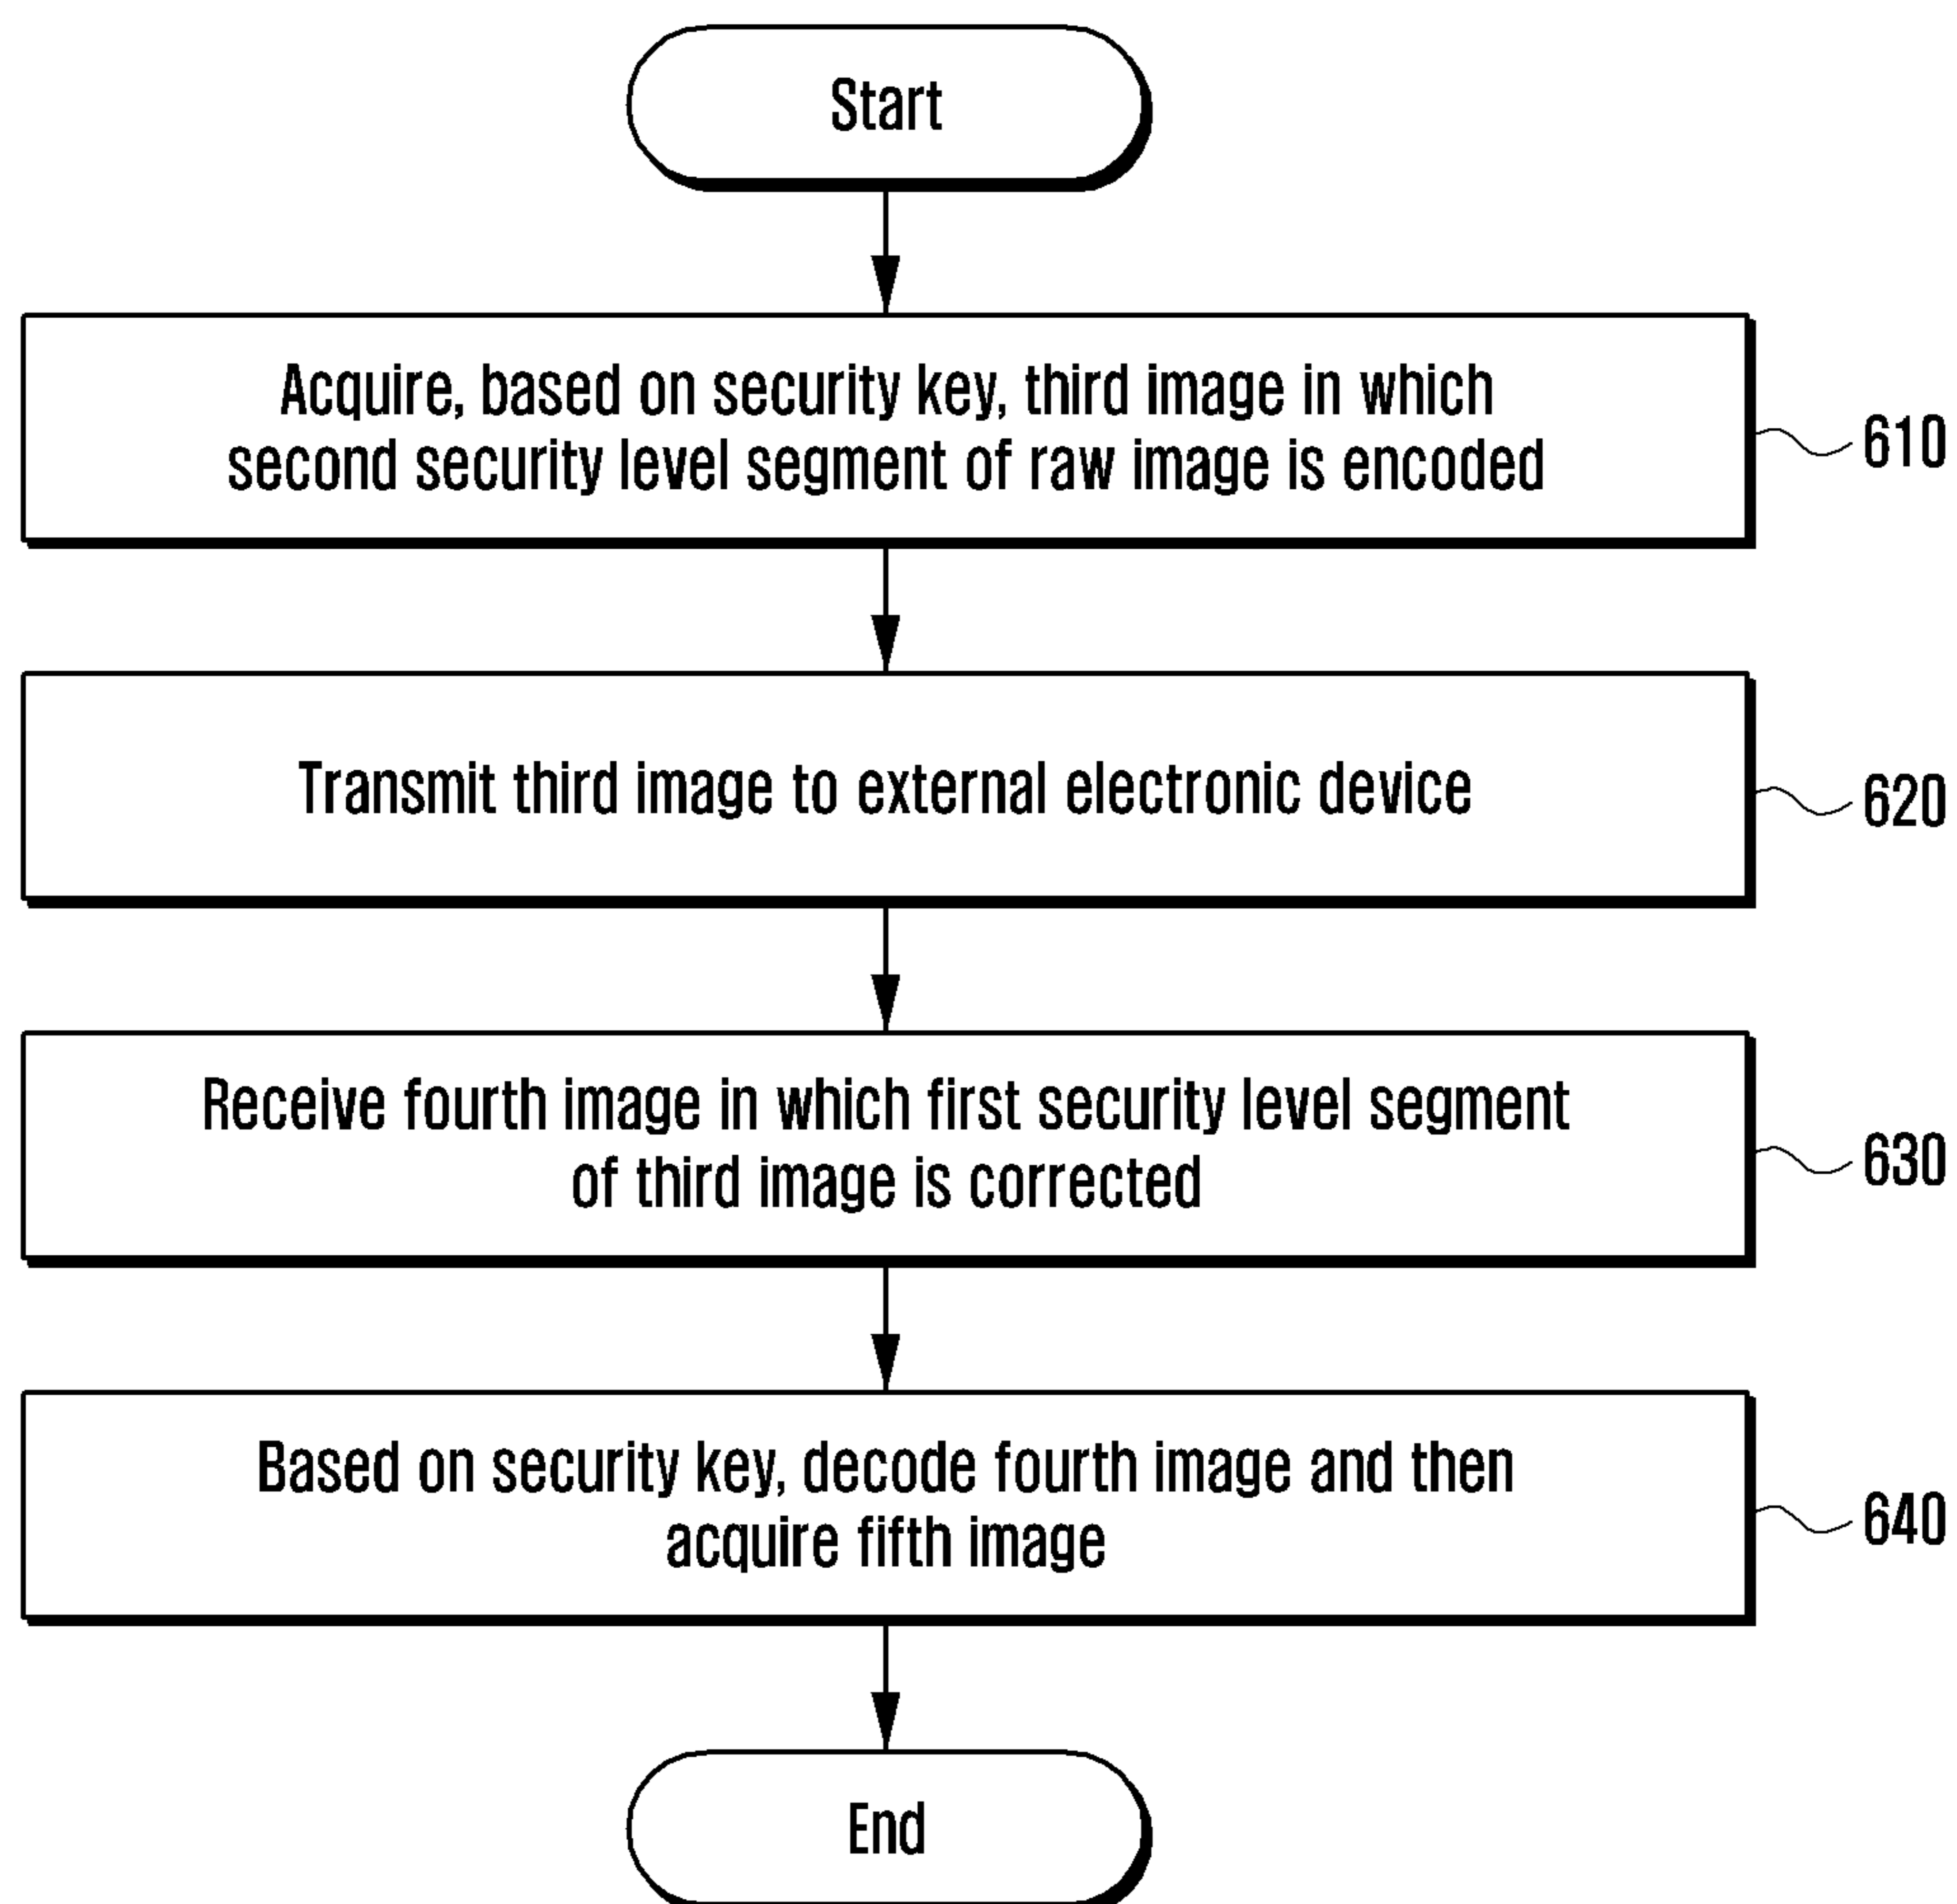 Start
Acquire, based on security key, third image in which
second security level segment of raw image is encoded
610
Transmit third image to external electronic device
620
Receive fourth image in which first security level segment
of third image is corrected
630
Based on security key, decode fourth image and then
acquire fifth image
640
End